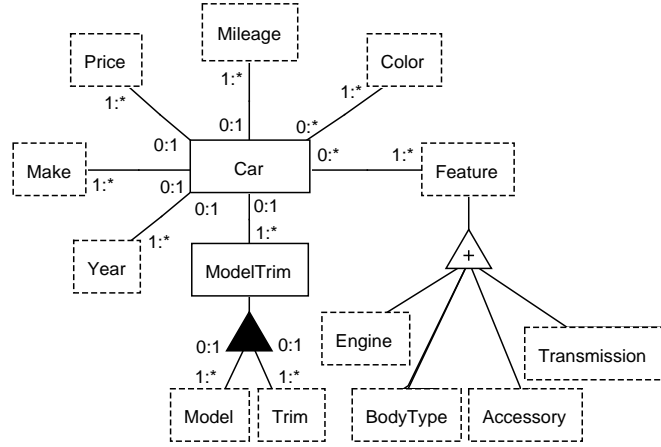 Mileage
Price
Color
1:*
1:*
1:*
0:1
0:1
0:*
Make
1:*
0:1
Car
0:*
1:*
Feature
0:1
0:1
1:*
1:*
Year
ModelTrim
+
0:1
0:1
Engine
Transmission
1:*
1:*
Model
Trim
BodyType
Accessory